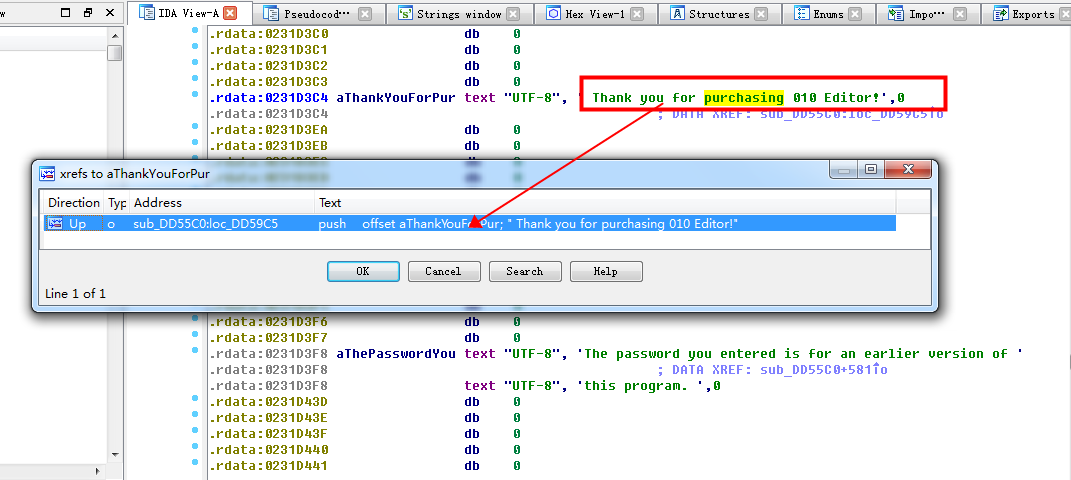 w
IDA View-A Pseudocod… Strings window Hex View-1 Structures Enums Impo… Exports
.rdata:0231D3C0 db 0
.rdata:0231D3C1 db 0
.rdata:0231D3C2 db 0
.rdata:0231D3C3 db 0
.rdata:0231D3C4 aThankYouForPur text "UTF-8", ' Thank you for purchasing 010 Editor!',0
.rdata:0231D3C4 ; DATA XREF: sub_DD55C0:loc_DD59C5↑o
.rdata:0231D3EA db 0
.rdata:0231D3EB db 0
xrefs to aThankYouForPur
Direction Typ Address Text
Up o sub_DD55C0:loc_DD59C5 push offset aThankYouForPur; " Thank you for purchasing 010 Editor!"
OK Cancel Search Help
Line 1 of 1
.rdata:0231D3F6 db 0
.rdata:0231D3F7 db 0
.rdata:0231D3F8 aThePasswordYou text "UTF-8", 'The password you entered is for an earlier version of '
.rdata:0231D3F8 ; DATA XREF: sub_DD55C0+581↑o
.rdata:0231D3F8 text "UTF-8", 'this program. ',0
.rdata:0231D43D db 0
.rdata:0231D43E db 0
.rdata:0231D43F db 0
.rdata:0231D440 db 0
.rdata:0231D441 db 0